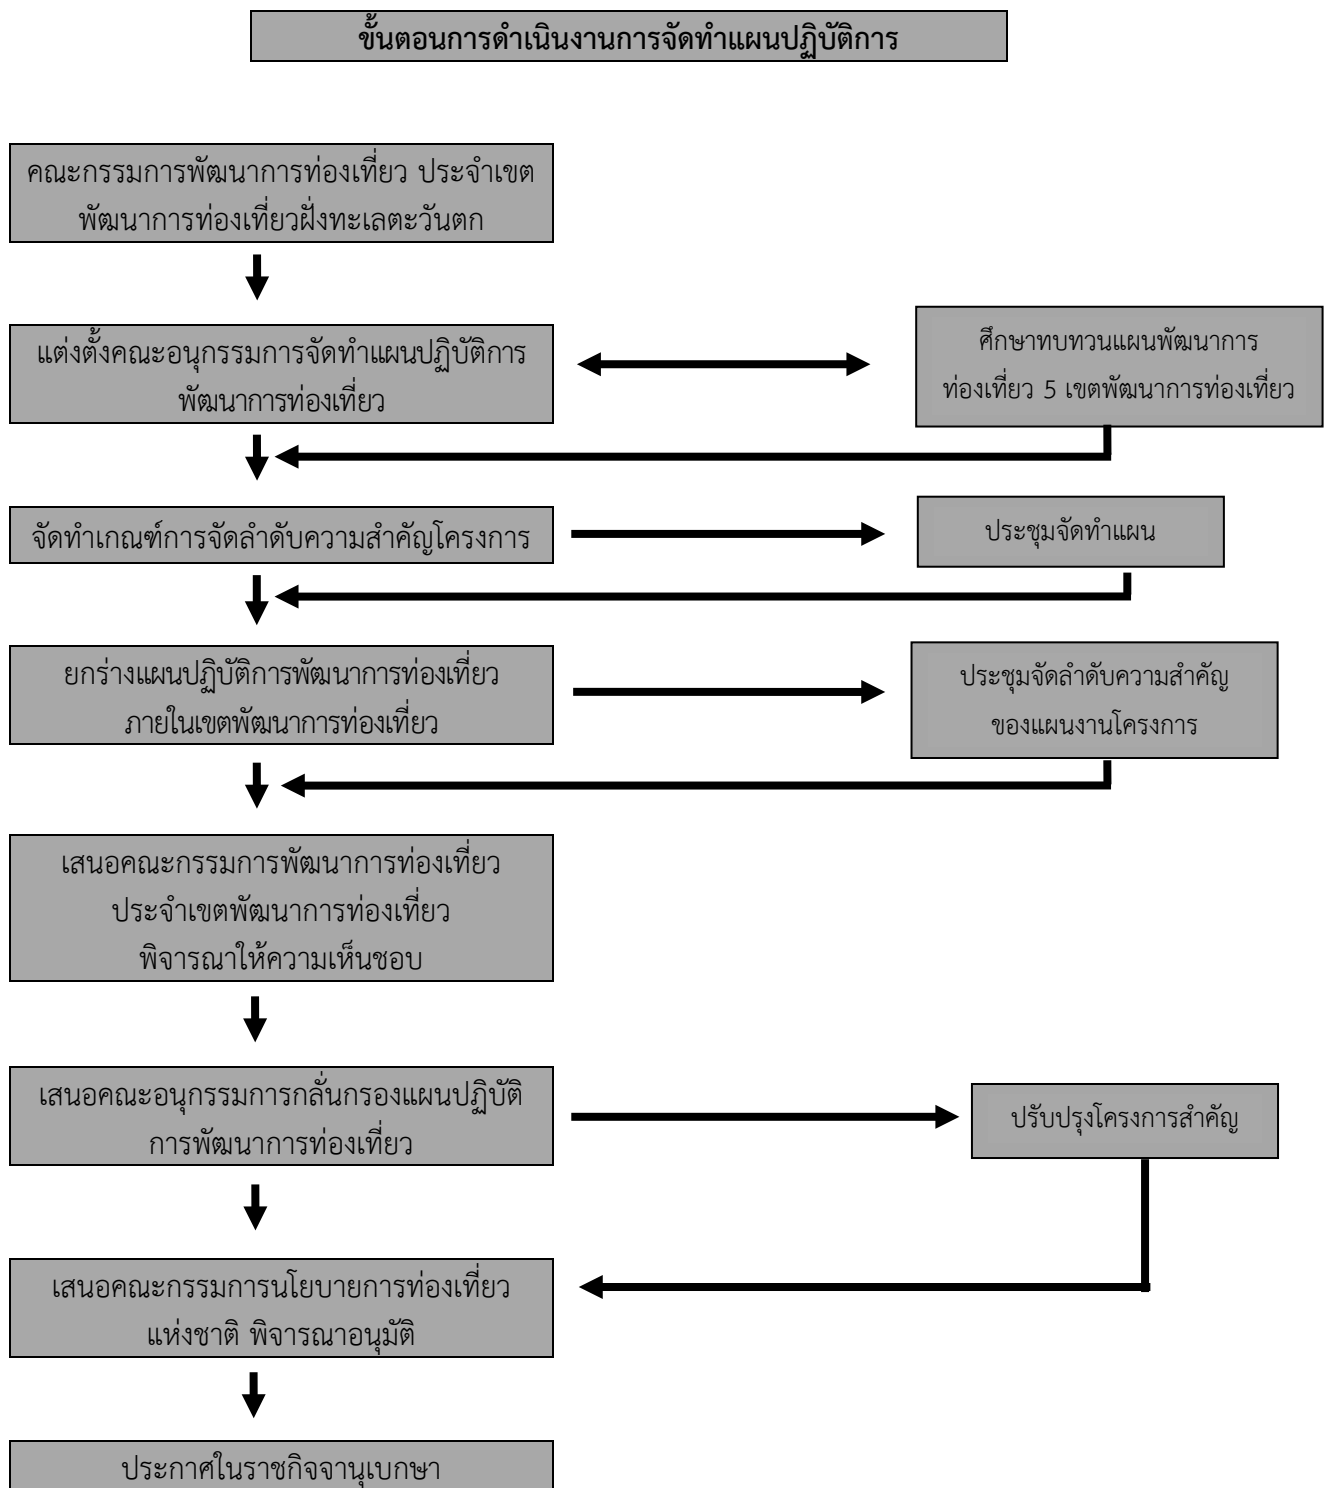 ขั้นตอนการดำเนินงานการจัดทำแผนปฏิบัติการ
คณะกรรมการพัฒนาการท่องเที่ยว ประจำเขต
พัฒนาการท่องเที่ยวฝั่งทะเลตะวันตก
แต่งตั้งคณะอนุกรรมการจัดทำแผนปฏิบัติการ
พัฒนาการท่องเที่ยว
ศึกษาทบทวนแผนพัฒนาการ
ท่องเที่ยว 5 เขตพัฒนาการท่องเที่ยว
จัดทำเกณฑ์การจัดลำดับความสำคัญโครงการ
ประชุมจัดทำแผน
ยกร่างแผนปฏิบัติการพัฒนาการท่องเที่ยว
ภายในเขตพัฒนาการท่องเที่ยว
ประชุมจัดลำดับความสำคัญ
ของแผนงานโครงการ
เสนอคณะกรรมการพัฒนาการท่องเที่ยว
ประจำเขตพัฒนาการท่องเที่ยว
พิจารณาให้ความเห็นชอบ
เสนอคณะอนุกรรมการกลั่นกรองแผนปฏิบัติ
การพัฒนาการท่องเที่ยว
ปรับปรุงโครงการสำคัญ
เสนอคณะกรรมการนโยบายการท่องเที่ยว
แห่งชาติ พิจารณาอนุมัติ
ประกาศในราชกิจจานุเบกษา